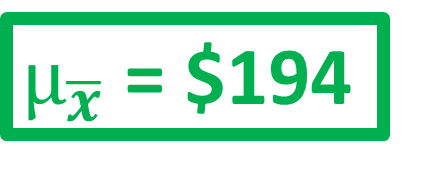 μx̅ = $194